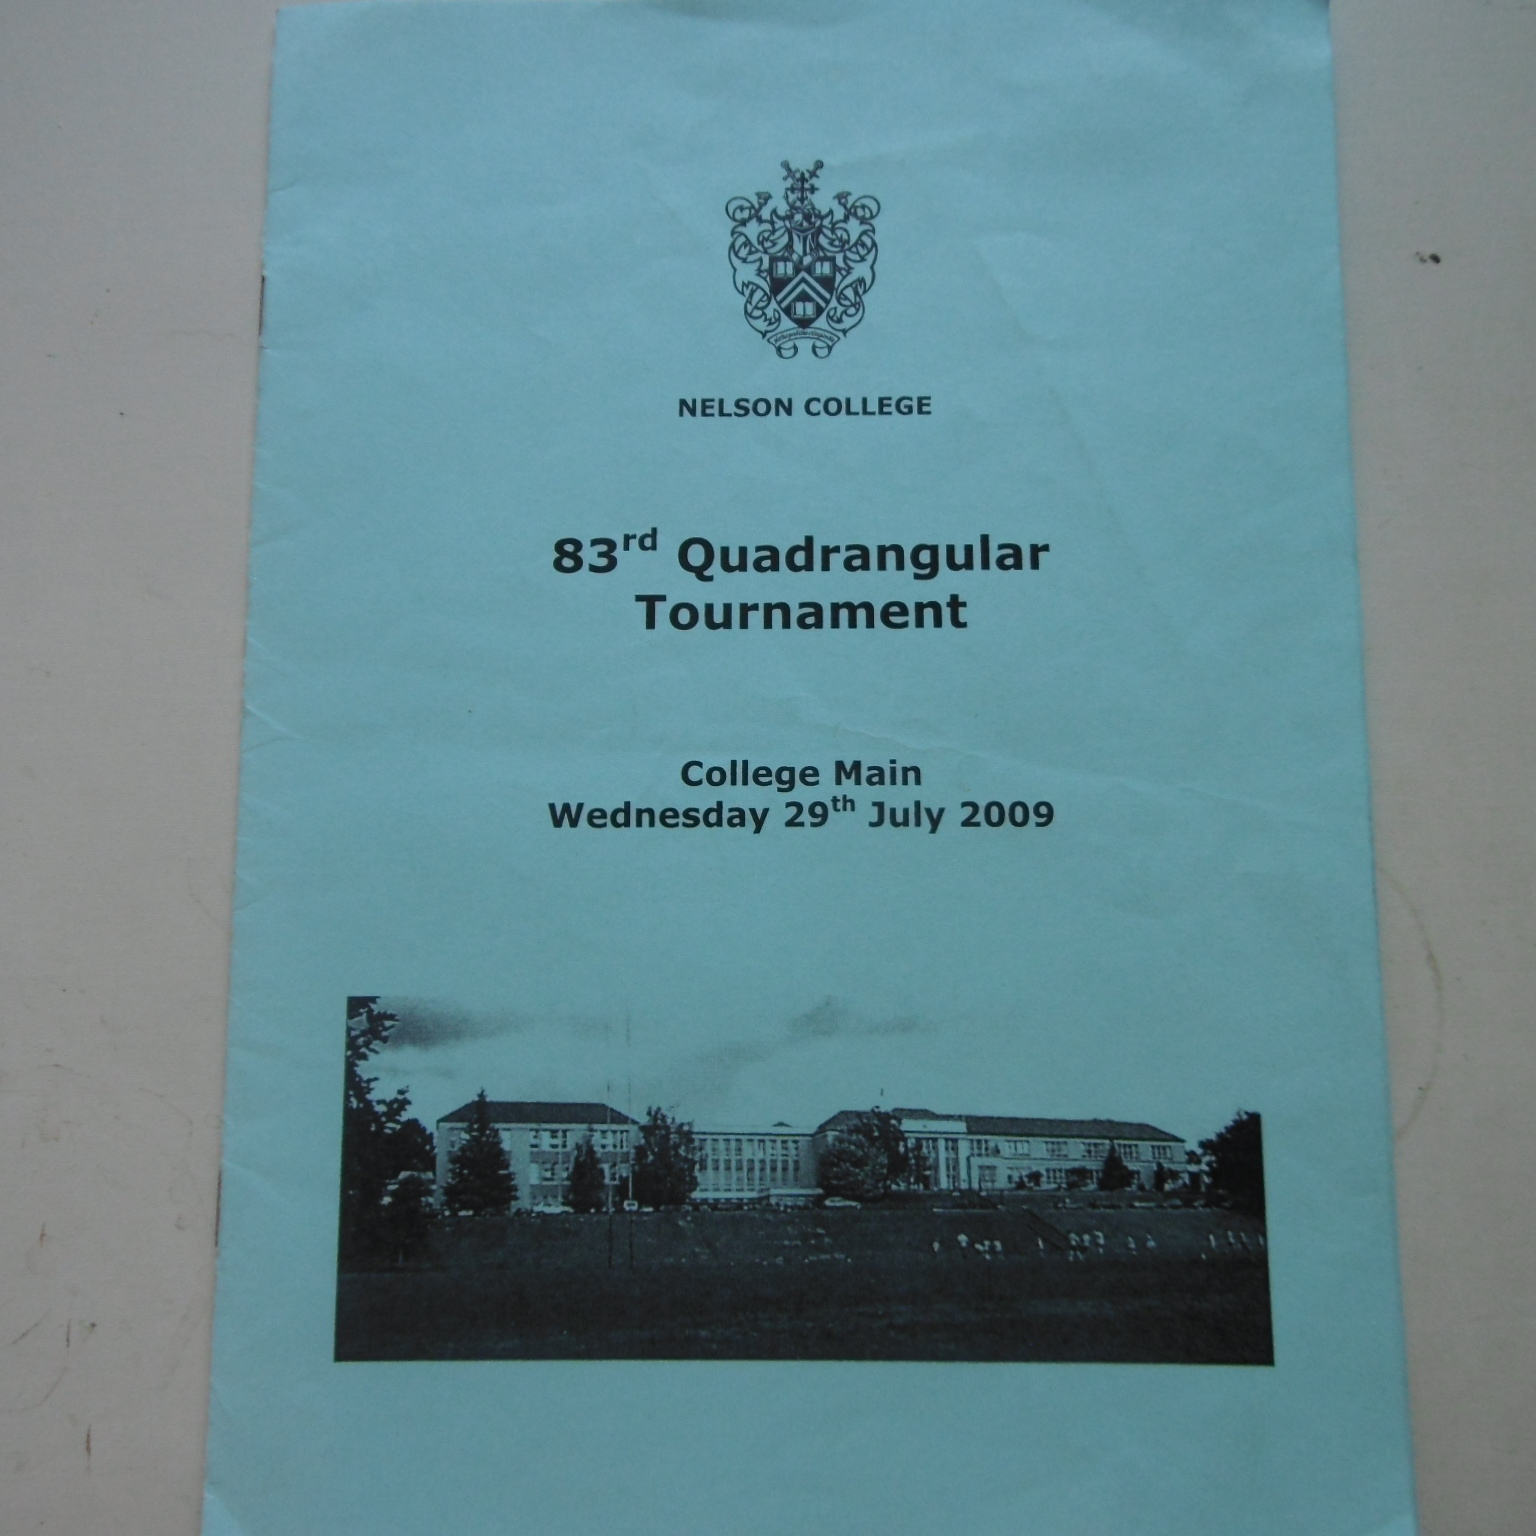 NELSON COLLEGE
83rd Quadrangular
Tournament
College Main
Wednesday 29th July 2009